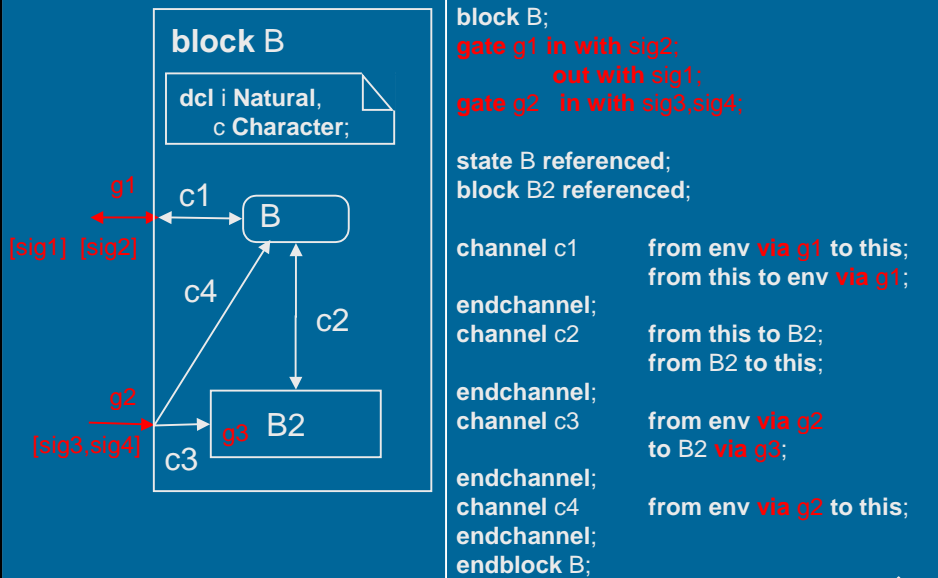 block B
dcl i Natural,
c Character;
g1
c1
B
[sig1] [sig2]
c4
c2
g2
g3 B2
[sig3,sig4]
c3
block B;
gate g1 in with sig2;
out with sig1;
gate g2 in with sig3,sig4;
state B referenced;
block B2 referenced;
channel c1 from env via g1 to this;
from this to env via g1;
endchannel;
channel c2 from this to B2;
from B2 to this;
endchannel;
channel c3 from env via g2
to B2 via g3;
endchannel;
channel c4 from env via g2 to this;
endchannel;
endblock B;